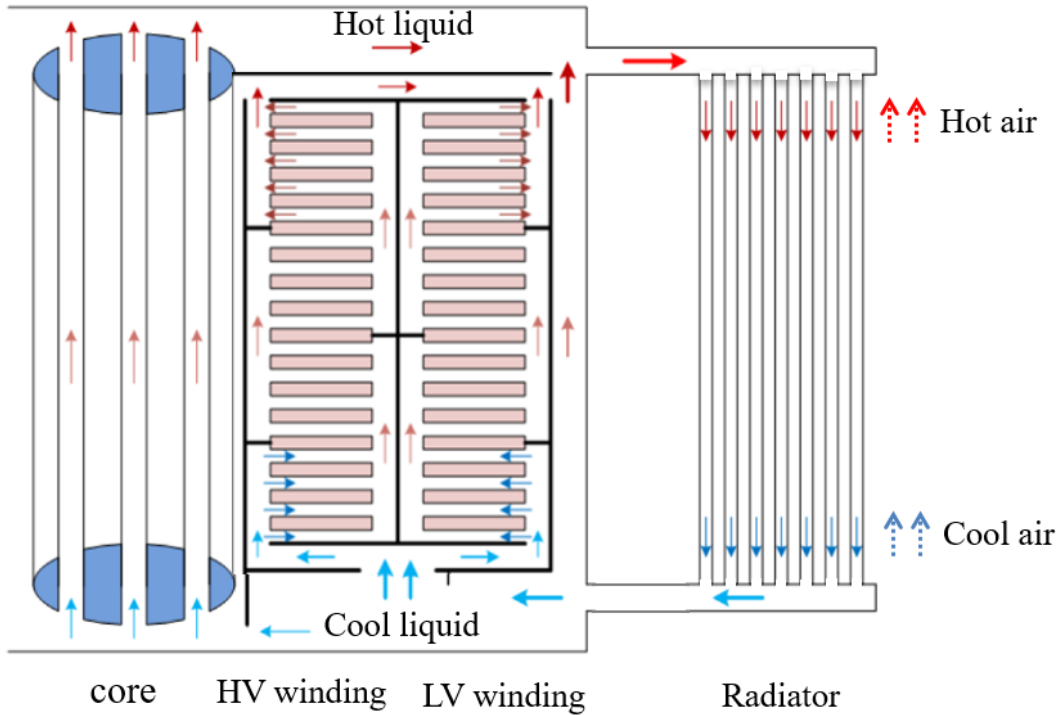 Hot liquid
Hot air
Cool air
Cool liquid
core
HV winding
LV winding
Radiator